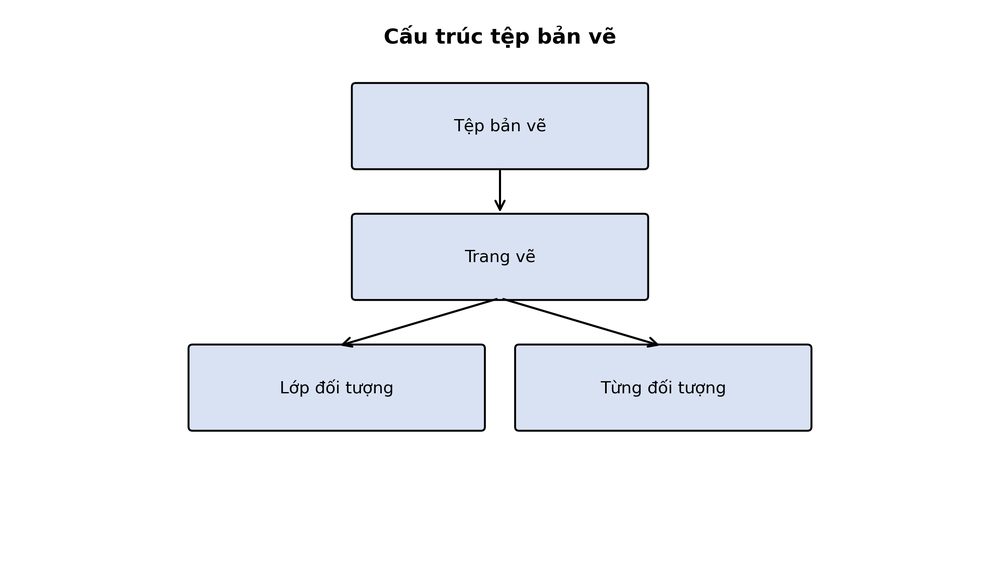 Cấu trúc tệp bản vẽ
Tệp bản vẽ
Trang vẽ
Lớp đối tượng
Từng đối tượng